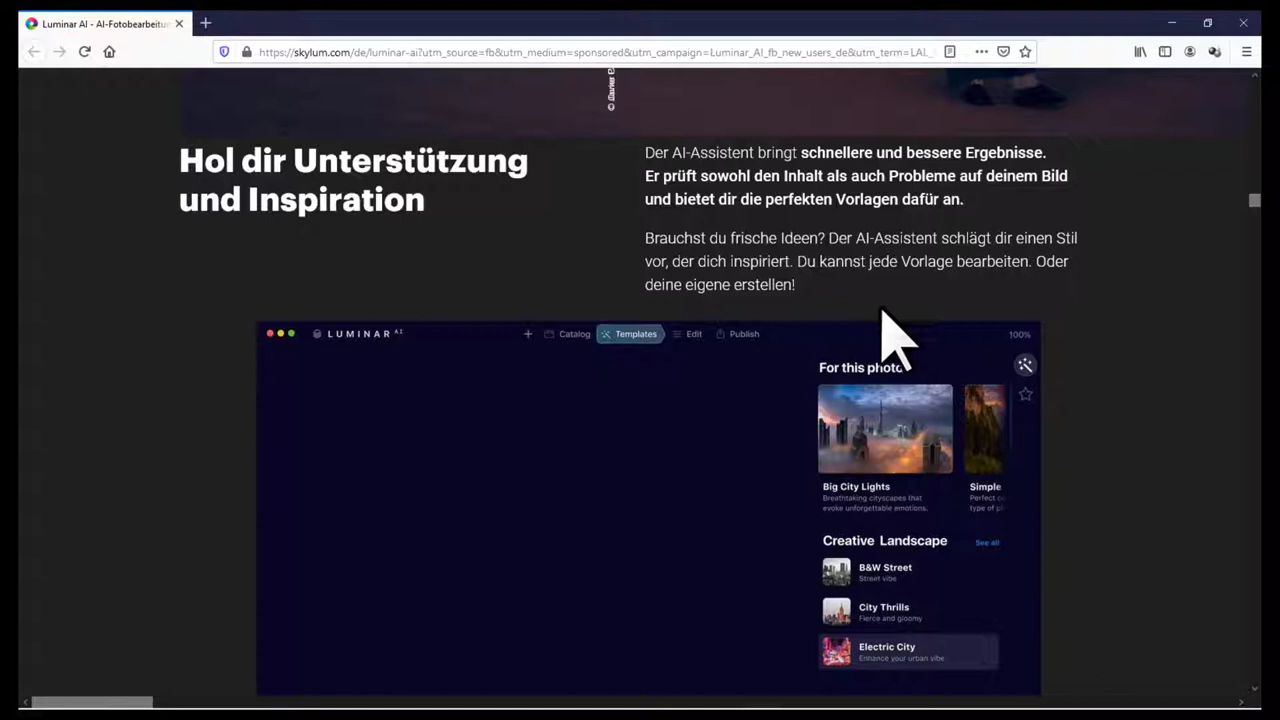 Luminar AI - AI-Fotobearbeitun
https://skylum.com/de/luminar-ai?utm_source=fb&utm_medium=sponsored&utm_campaign=Luminar_AI_fb_new_users_de&utm_term=LAL_
Hol dir Unterstützung
und Inspiration
Der AI-Assistent bringt schnellere und bessere Ergebnisse.
Er prüft sowohl den Inhalt als auch Probleme auf deinem Bild
und bietet dir die perfekten Vorlagen dafür an.
Brauchst du frische Ideen? Der AI-Assistent schlägt dir einen Stil
vor, der dich inspiriert. Du kannst jede Vorlage bearbeiten. Oder
deine eigene erstellen!
LUMINAR AI
Catalog
Templates
Edit
Publish
100%
For this photo
Big City Lights
Breathtaking cityscapes that
evoke unforgettable emotions.
Simple
Perfect
type of
Creative Landscape
See all
B&W Street
Street vibe
City Thrills
Fierce and gloomy
Electric City
Enhance your urban vibe